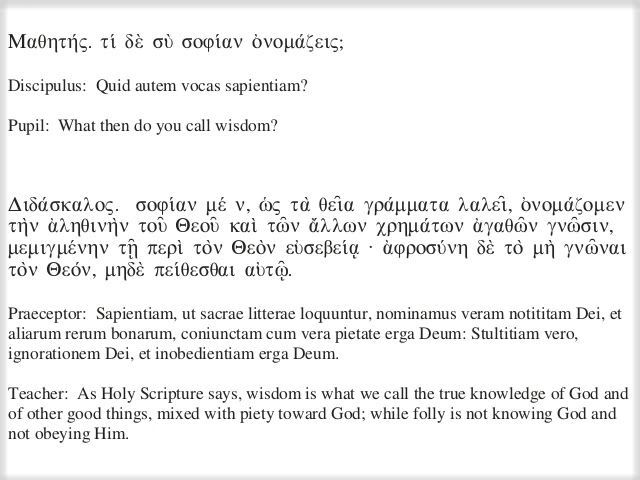 Μαθητής. τί δὲ σὺ σοφίαν ὀνομάζεις;
Discipulus: Quid autem vocas sapientiam?
Pupil: What then do you call wisdom?
Διδάσκαλος. σοφίαν μέ ν, ὡς τὰ θεῖα γράμματα λαλεῖ, ὀνομάζομεν
τὴν ἀληθινὴν τοῦ Θεοῦ καὶ τῶν ἄλλων χρημάτων ἀγαθῶν γνῶσιν,
μεμιγμένην τῇ περὶ τὸν Θεὸν εὐσεβείᾳ · ἀφροσύνη δὲ τὸ μὴ γνῶναι
τὸν Θεόν, μηδὲ πείθεσθαι αὐτῷ.
Praeceptor: Sapientiam, ut sacrae litterae loquuntur, nominamus veram notititam Dei, et
aliarum rerum bonarum, coniunctam cum vera pietate erga Deum: Stultitiam vero,
ignorationem Dei, et inobedientiam erga Deum.
Teacher: As Holy Scripture says, wisdom is what we call the true knowledge of God and
of other good things, mixed with piety toward God; while folly is not knowing God and
not obeying Him.